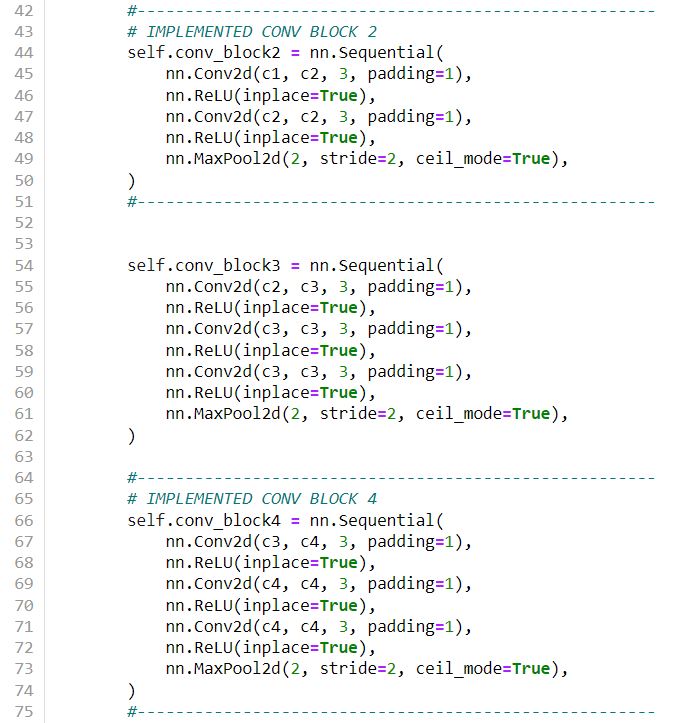 42 #------------------------------------------------------
43 # IMPLEMENTED CONV BLOCK 2
44 self.conv_block2 = nn.Sequential(
45 nn.Conv2d(c1, c2, 3, padding=1),
46 nn.ReLU(inplace=True),
47 nn.Conv2d(c2, c2, 3, padding=1),
48 nn.ReLU(inplace=True),
49 nn.MaxPool2d(2, stride=2, ceil_mode=True),
50 )
51 #------------------------------------------------------
52
53
54 self.conv_block3 = nn.Sequential(
55 nn.Conv2d(c2, c3, 3, padding=1),
56 nn.ReLU(inplace=True),
57 nn.Conv2d(c3, c3, 3, padding=1),
58 nn.ReLU(inplace=True),
59 nn.Conv2d(c3, c3, 3, padding=1),
60 nn.ReLU(inplace=True),
61 nn.MaxPool2d(2, stride=2, ceil_mode=True),
62 )
63
64 #------------------------------------------------------
65 # IMPLEMENTED CONV BLOCK 4
66 self.conv_block4 = nn.Sequential(
67 nn.Conv2d(c3, c4, 3, padding=1),
68 nn.ReLU(inplace=True),
69 nn.Conv2d(c4, c4, 3, padding=1),
70 nn.ReLU(inplace=True),
71 nn.Conv2d(c4, c4, 3, padding=1),
72 nn.ReLU(inplace=True),
73 nn.MaxPool2d(2, stride=2, ceil_mode=True),
74 )
75 #------------------------------------------------------